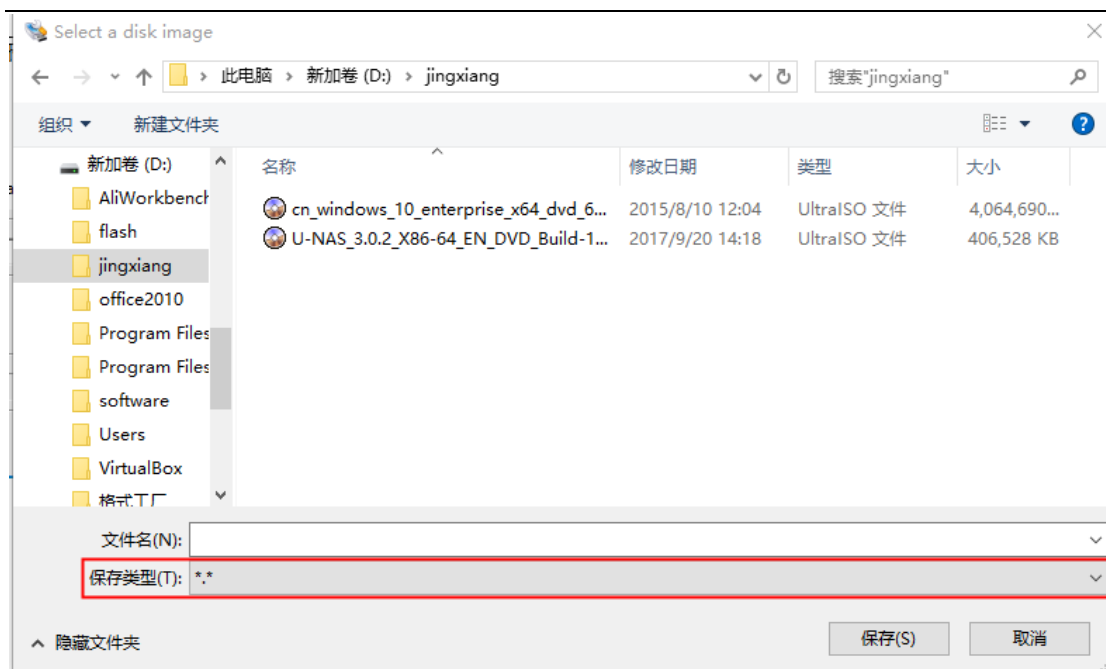 Select a disk image
此电脑 › 新加卷 (D:) › jingxiang
搜索"jingxiang"
组织 新建文件夹
新加卷 (D:)
AliWorkbench
flash
jingxiang
office2010
Program Files
Program Files
software
Users
VirtualBox
格式工厂
名称 修改日期 类型 大小
cn_windows_10_enterprise_x64_dvd_6... 2015/8/10 12:04 UltraISO 文件 4,064,690...
U-NAS_3.0.2_X86-64_EN_DVD_Build-1... 2017/9/20 14:18 UltraISO 文件 406,528 KB
文件名(N):
保存类型(T): *.*
隐藏文件夹
保存(S) 取消